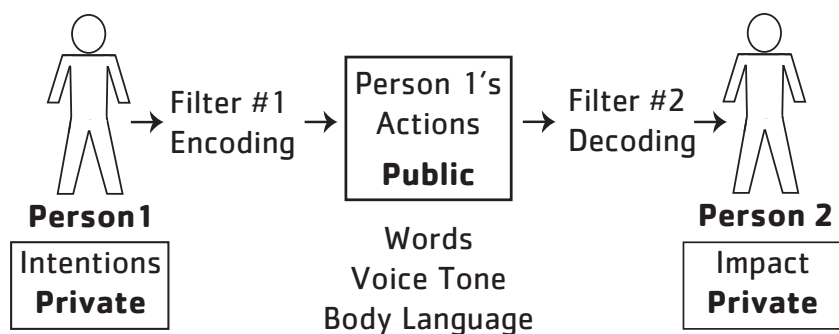 Filter #1
Encoding
Person 1's
Actions
Public
Filter #2
Decoding
Person1
Intentions
Private
Words
Voice Tone
Body Language
Person 2
Impact
Private